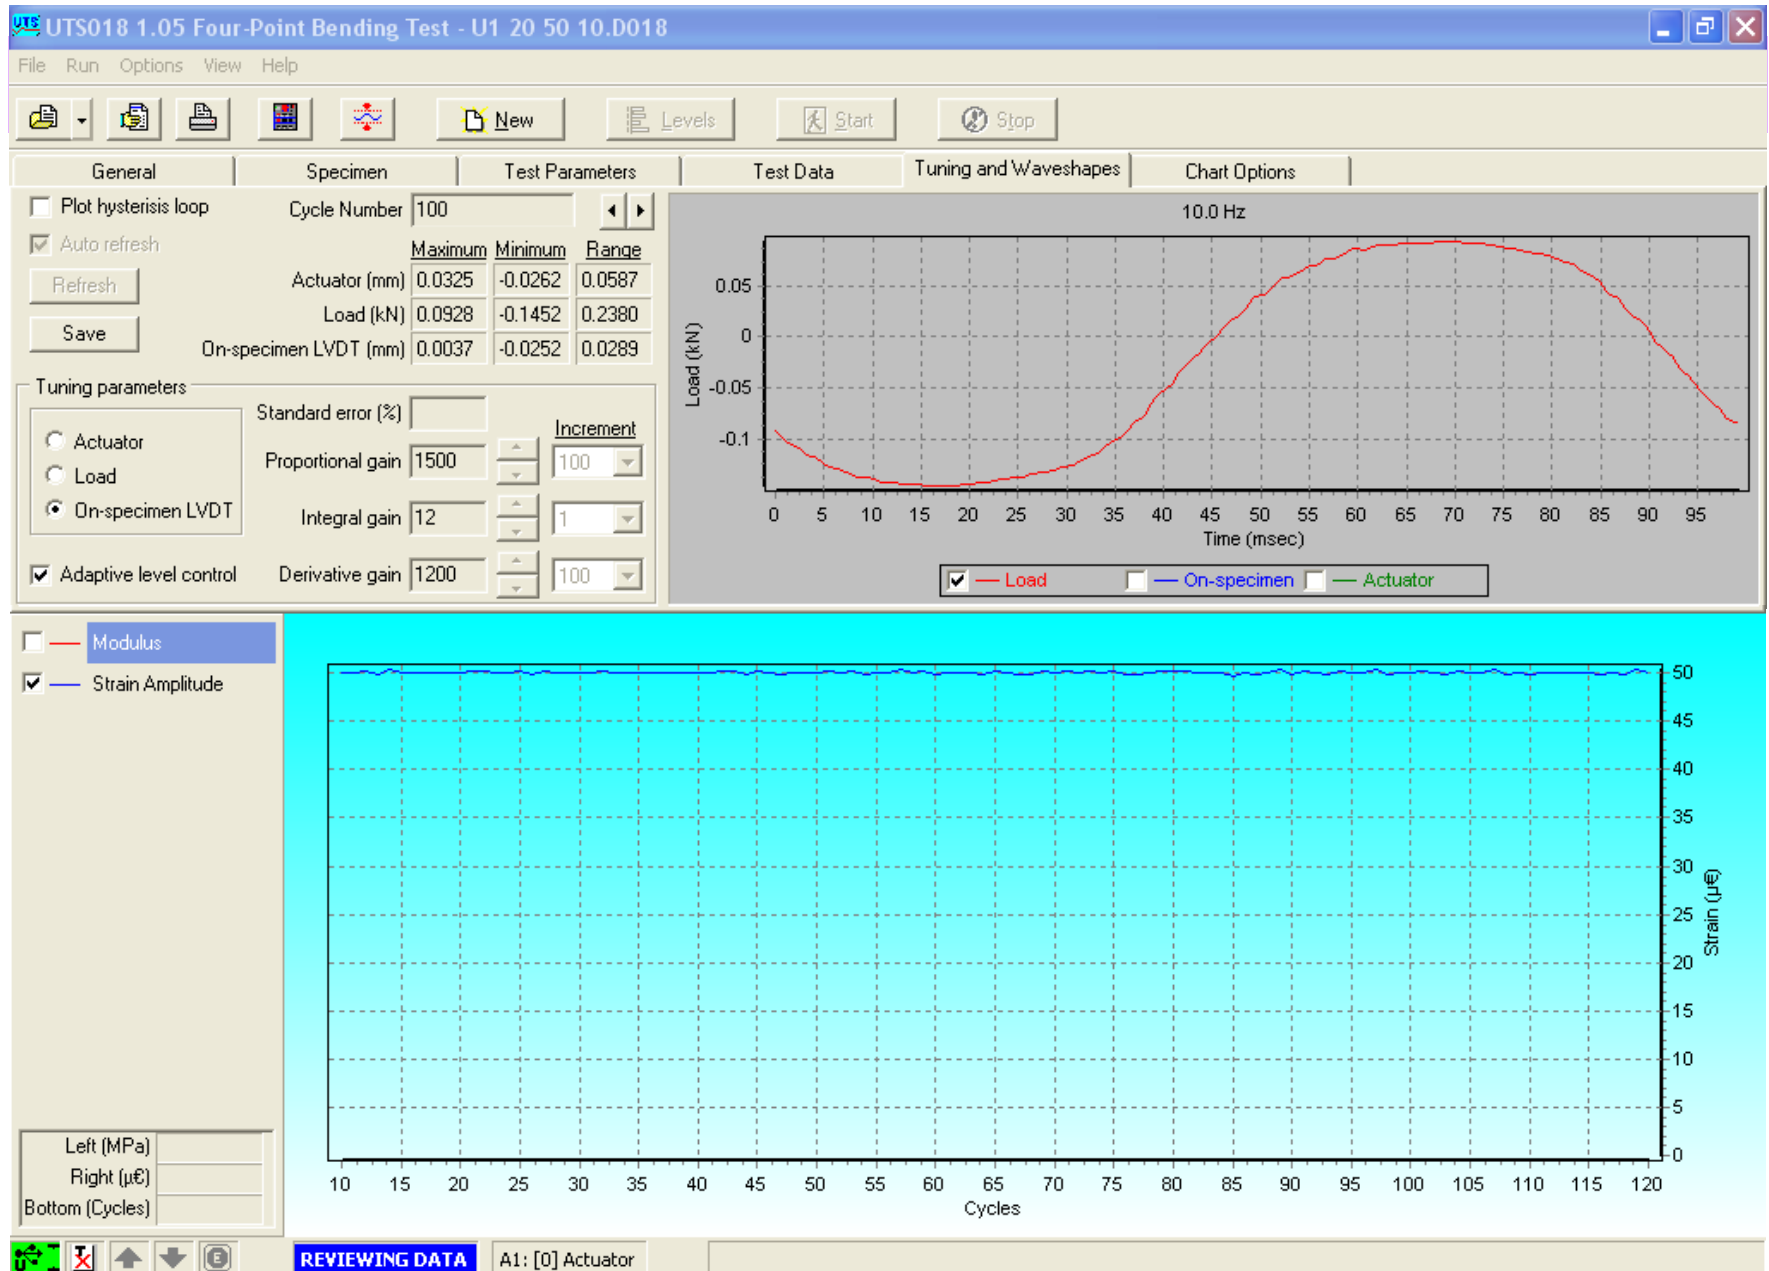 UTS018 1.05 Four-Point Bending Test - U1 20 50 10.D018
File Run Options View Help
New Levels Start Stop
General Specimen Test Parameters Test Data Tuning and Waveshapes Chart Options
Plot hysterisis loop
Cycle Number 100
Auto refresh
Maximum Minimum Range
Refresh
Actuator (mm) 0.0325 -0.0262 0.0587
Load (kN) 0.0928 -0.1452 0.2380
Save
On-specimen LVDT (mm) 0.0037 -0.0252 0.0289
Tuning parameters
Standard error (%)
Increment
Actuator
Load
On-specimen LVDT
Proportional gain 1500 100
Integral gain 12 1
Adaptive level control
Derivative gain 1200 100
10.0 Hz
Load (kN)
0.05
0
-0.05
-0.1
0 5 10 15 20 25 30 35 40 45 50 55 60 65 70 75 80 85 90 95
Time (msec)
Load On-specimen Actuator
Modulus
Strain Amplitude
50
45
40
35
30
25
20
15
10
5
0
Strain (µ€)
10 15 20 25 30 35 40 45 50 55 60 65 70 75 80 85 90 95 100 105 110 115 120
Cycles
Left (MPa)
Right (µ€)
Bottom (Cycles)
E
REVIEWING DATA
A1: [0] Actuator